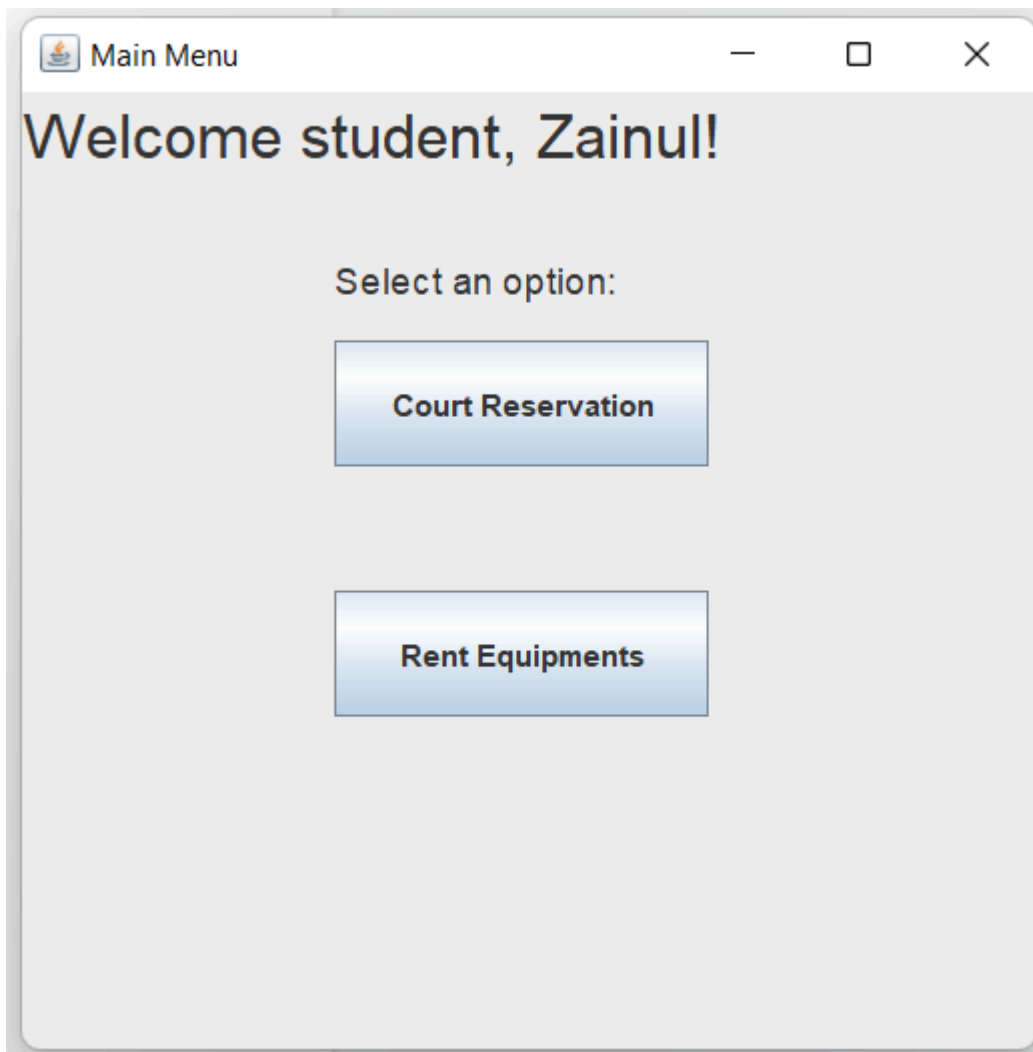 Main Menu
Welcome student, Zainul!
Select an option:
Court Reservation
Rent Equipments